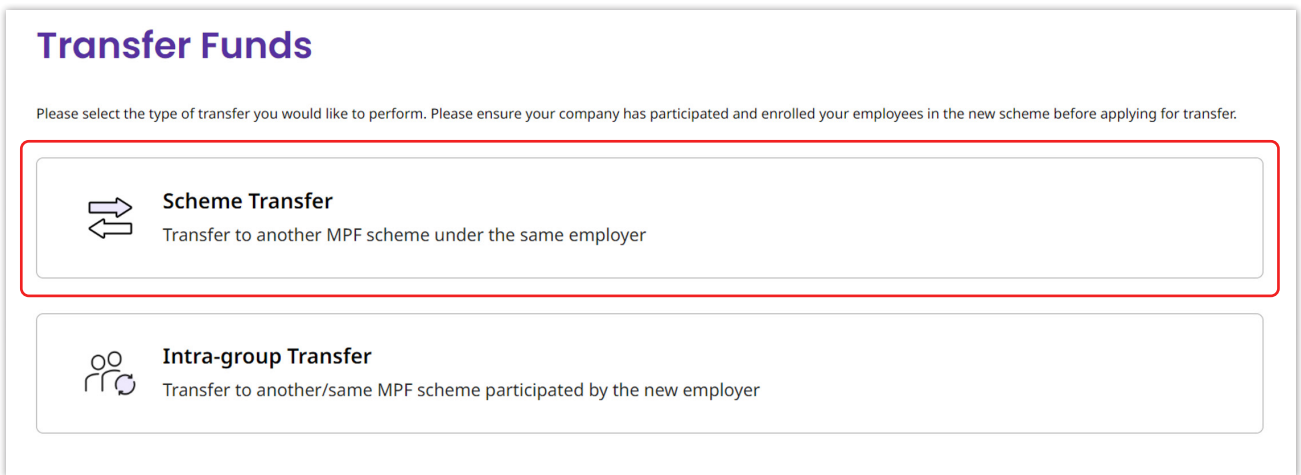 Transfer Funds
Please select the type of transfer you would like to perform. Please ensure your company has participated and enrolled your employees in the new scheme before applying for transfer.
Scheme Transfer
Transfer to another MPF scheme under the same employer
Intra-group Transfer
Transfer to another/same MPF scheme participated by the new employer